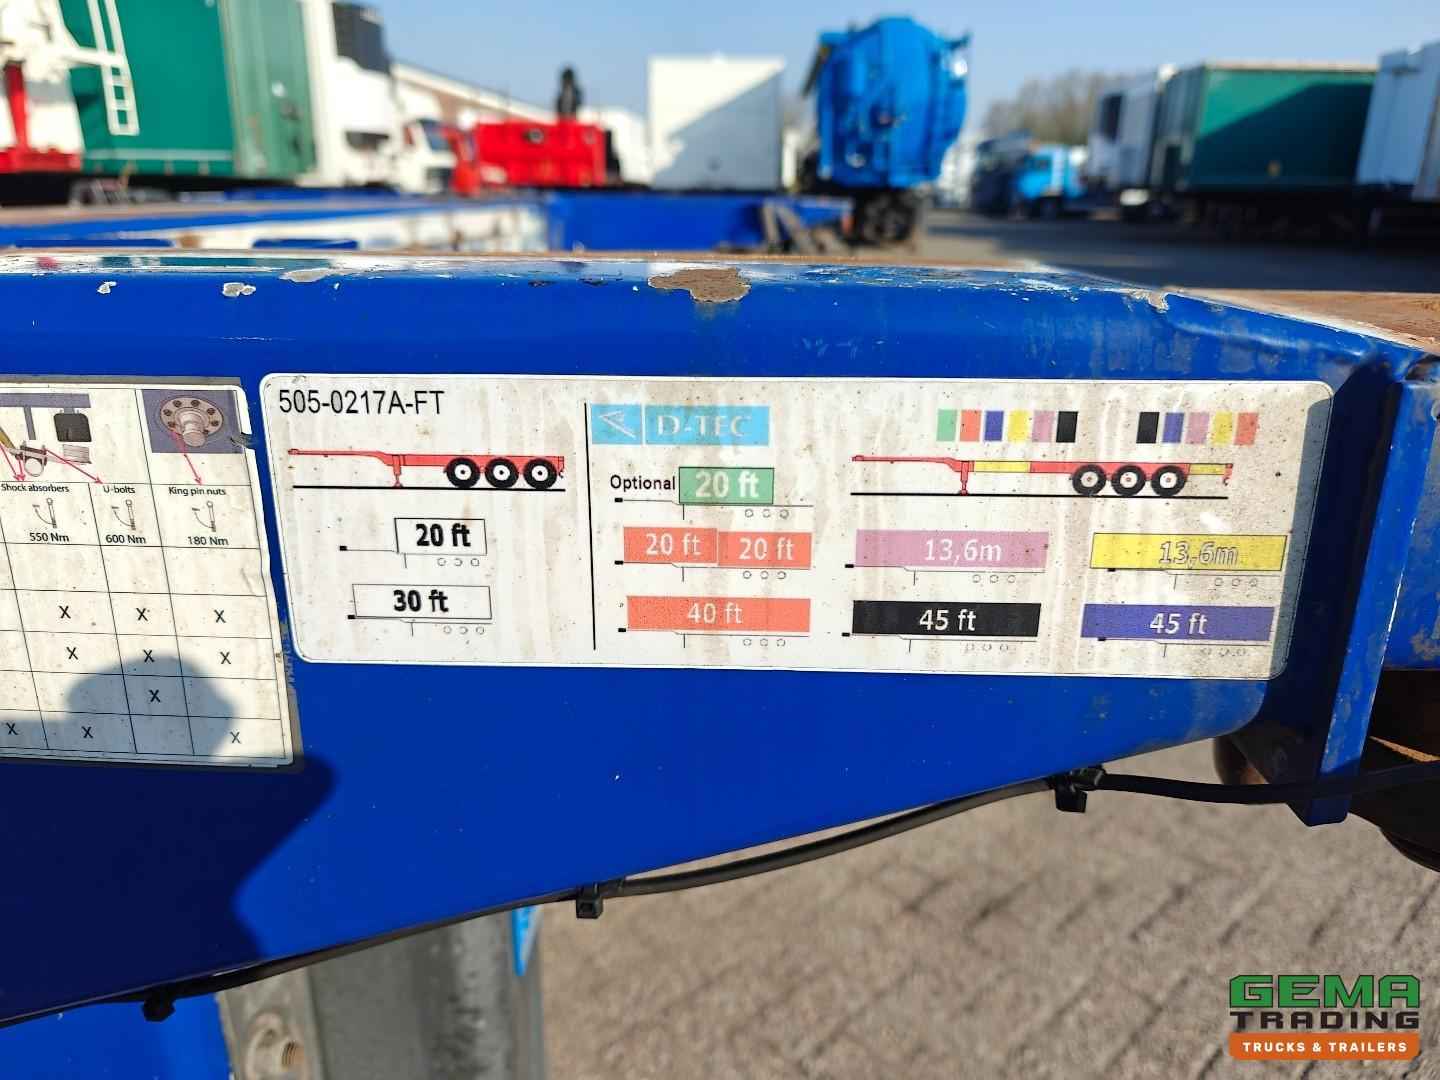 505-0217A-FT
20 ft
30 ft
D-TEC
Optional 20 ft
20 ft 20 ft
40 ft
13,6m
45 ft
13,6m
45 ft
Shock absorbers U-bolts King pin nuts
550 Nm 600 Nm 180 Nm
X X X
X X X
X
X X X
GEMA
TRADING
TRUCKS & TRAILERS